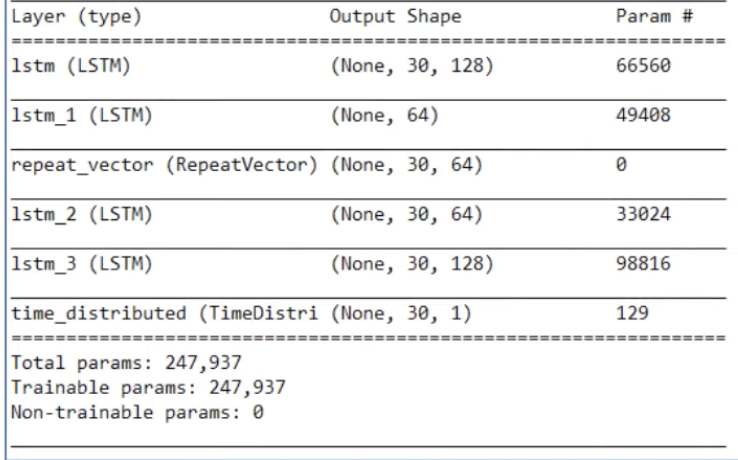 Layer (type) Output Shape Param #
=================================================================
lstm (LSTM) (None, 30, 128) 66560
lstm_1 (LSTM) (None, 64) 49408
repeat_vector (RepeatVector) (None, 30, 64) 0
lstm_2 (LSTM) (None, 30, 64) 33024
lstm_3 (LSTM) (None, 30, 128) 98816
time_distributed (TimeDistri (None, 30, 1) 129
=================================================================
Total params: 247,937
Trainable params: 247,937
Non-trainable params: 0